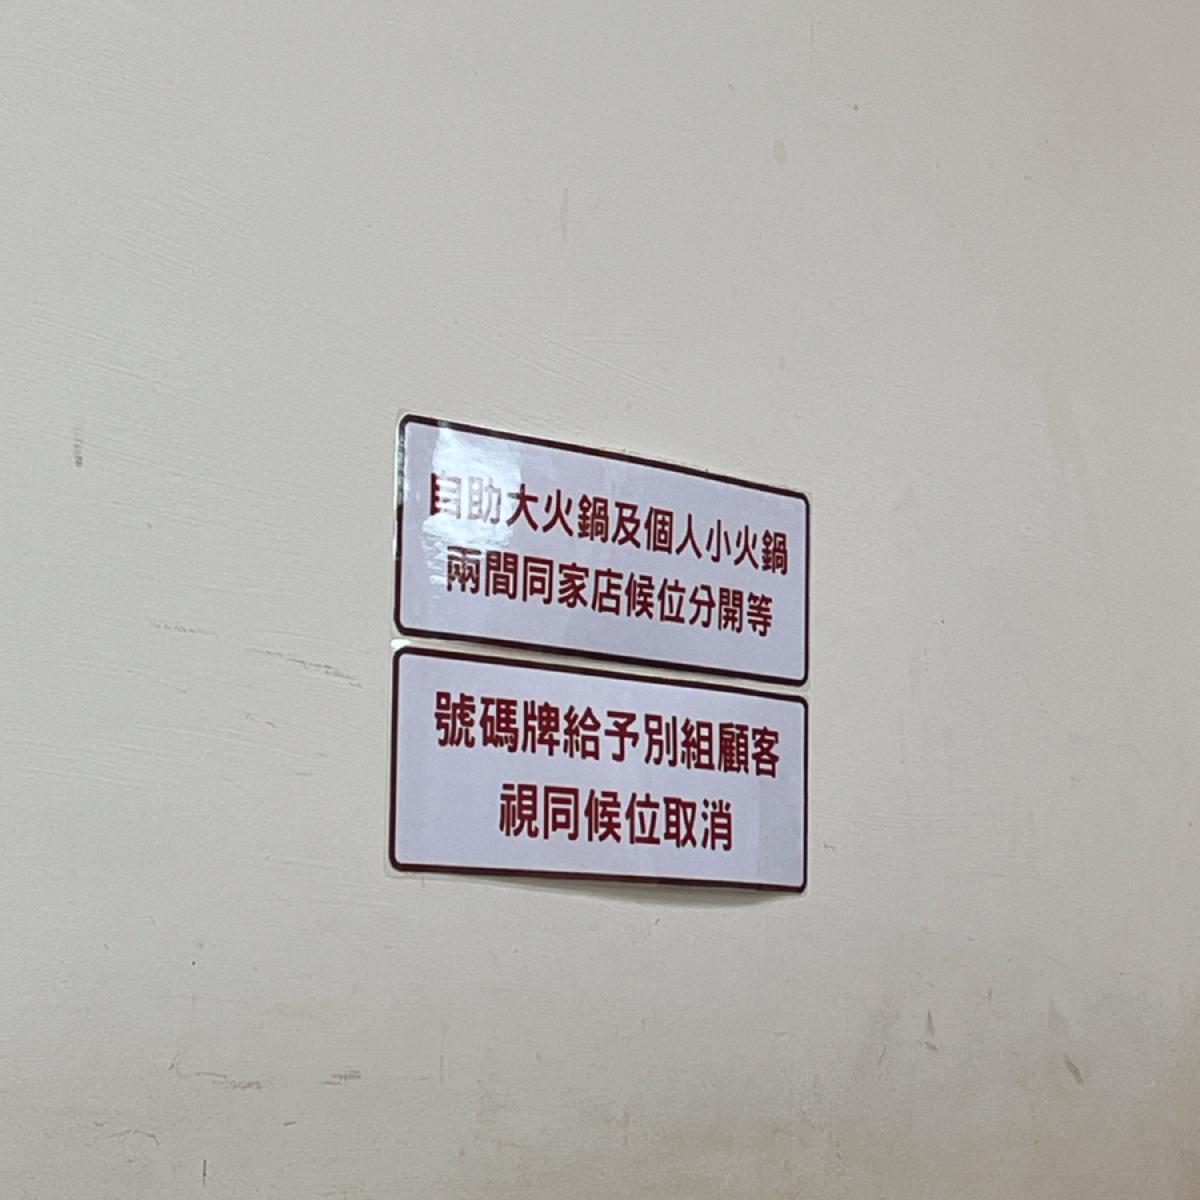 自助大火鍋及個人小火鍋
兩間同家店候位分開等
號碼牌給予別組顧客
視同候位取消